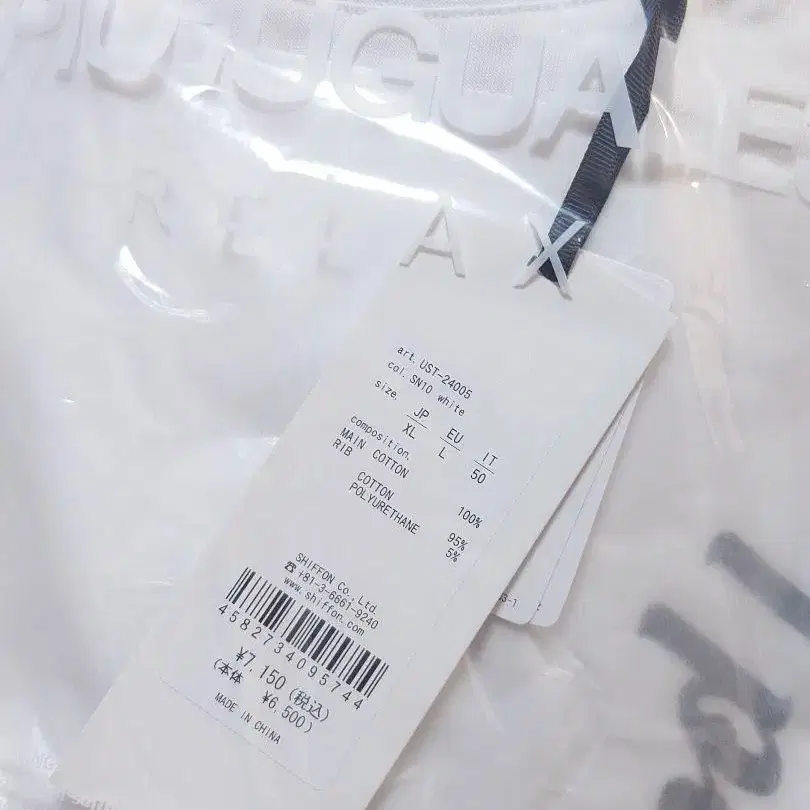 PIU UGUALE
RELAX
art. UST-24005
col. SN10 white
size. JP EU IT
XL L 50
composition.
MAIN COTTON 100%
RIB COTTON 95%
POLYURETHANE 5%
SHIFFON Co., Ltd.
☎ +81-3-6661-9240
www.shiffon.com
4582734095744
¥7,150(税込)
(本体 ¥6,500)
MADE IN CHINA